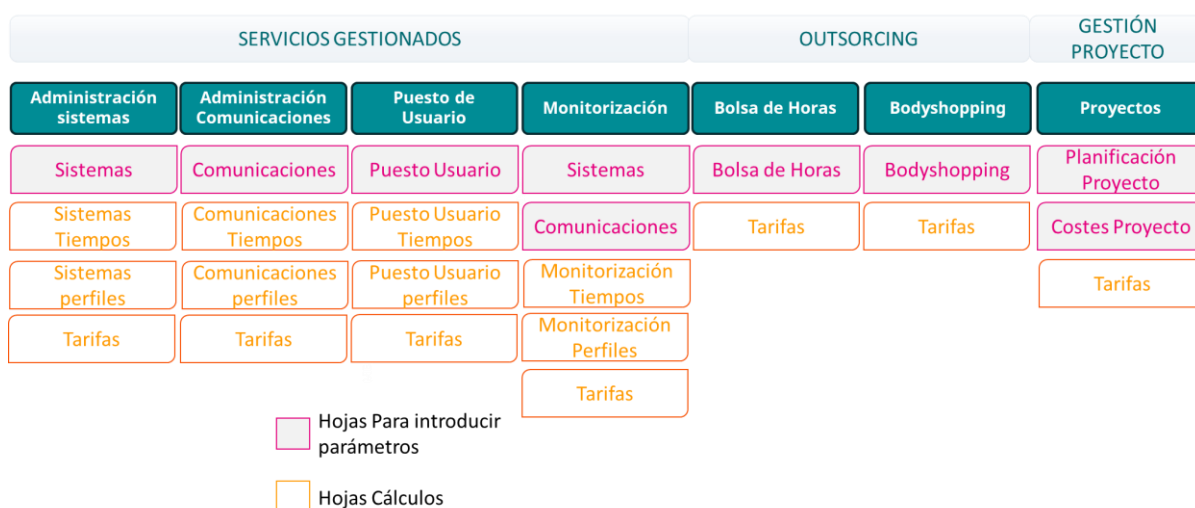 SERVICIOS GESTIONADOS
OUTSORCING
GESTIÓN
PROYECTO
Administración
sistemas
Administración
Comunicaciones
Puesto de
Usuario
Monitorización
Bolsa de Horas
Bodyshopping
Proyectos
Sistemas
Comunicaciones
Puesto Usuario
Sistemas
Bolsa de Horas
Bodyshopping
Planificación
Proyecto
Sistemas
Tiempos
Comunicaciones
Tiempos
Puesto Usuario
Tiempos
Comunicaciones
Tarifas
Tarifas
Costes Proyecto
Sistemas
perfiles
Comunicaciones
perfiles
Puesto Usuario
perfiles
Monitorización
Tiempos
Tarifas
Tarifas
Tarifas
Tarifas
Monitorización
Perfiles
Tarifas
Hojas Para introducir
parámetros
Hojas Cálculos